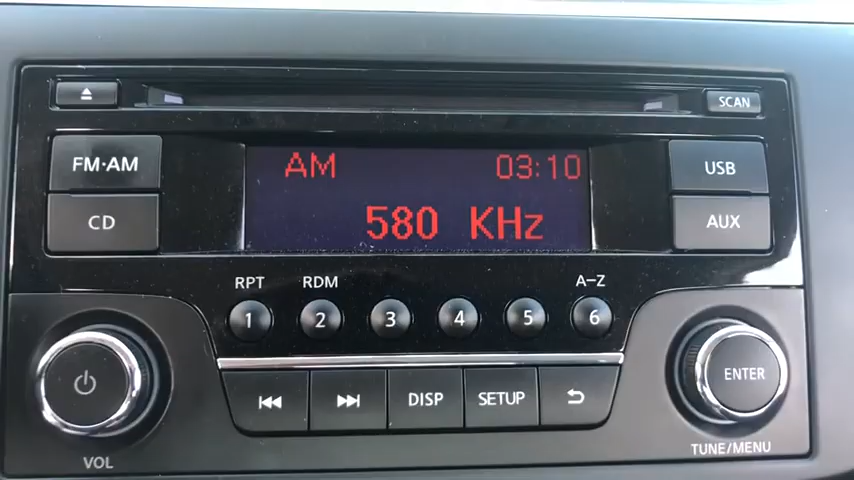 SCAN
FM·AM
AM
03:10
USB
CD
580 KHz
AUX
RPT
RDM
A-Z
1
2
3
4
5
6
ENTER
DISP
SETUP
VOL
TUNE/MENU